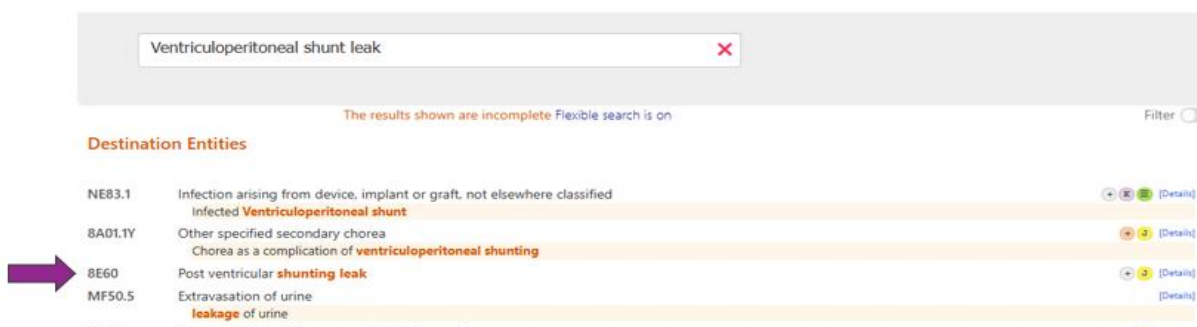 Ventriculoperitoneal shunt leak
The results shown are incomplete Flexible search is on Filter
Destination Entities
NE83.1 Infection arising from device, implant or graft, not elsewhere classified [Details]
Infected Ventriculoperitoneal shunt
8A01.1Y Other specified secondary chorea [Details]
Chorea as a complication of ventriculoperitoneal shunting
8E60 Post ventricular shunting leak [Details]
MF50.5 Extravasation of urine [Details]
leakage of urine